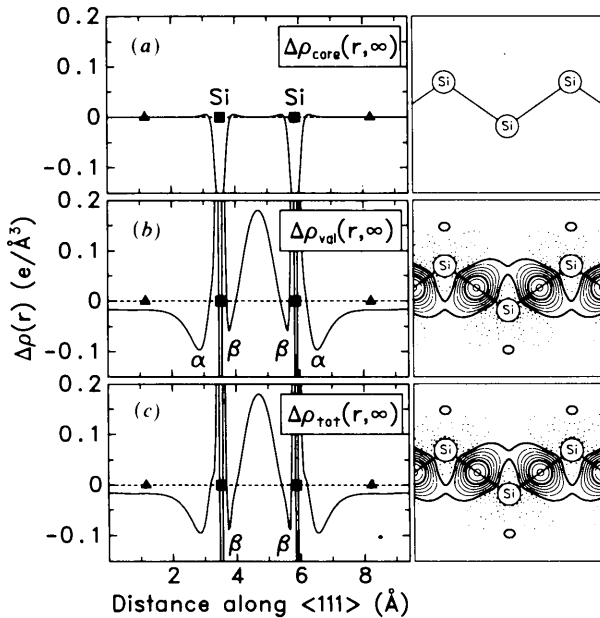 0.2
(a)
Δρcore(r,∞)
0.1
Si Si
0
-0.1
Si Si
Si
0.2
(b)
Δρval(r,∞)
0.1
0
-0.1
α β β α
Si Si
Si
0.2
(c)
Δρtot(r,∞)
0.1
0
-0.1
β β
Si Si
Si
2 4 6 8
Δρ(r) (e/Å³)
Distance along <111> (Å)